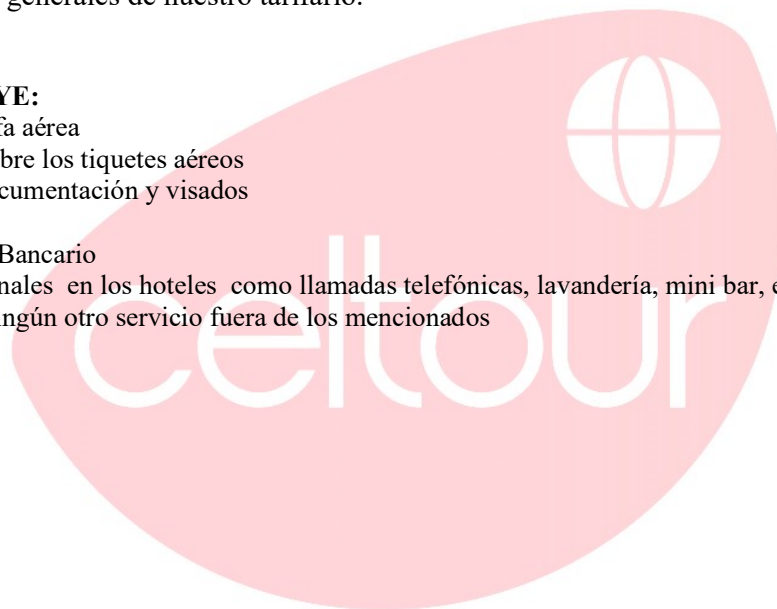 generales de nuestro tarifario.
YE:
fa aérea
bre los tiquetes aéreos
cumentación y visados
Bancario
nales  en los hoteles  como llamadas telefónicas, lavandería, mini bar, e
ingún otro servicio fuera de los mencionados
celtour